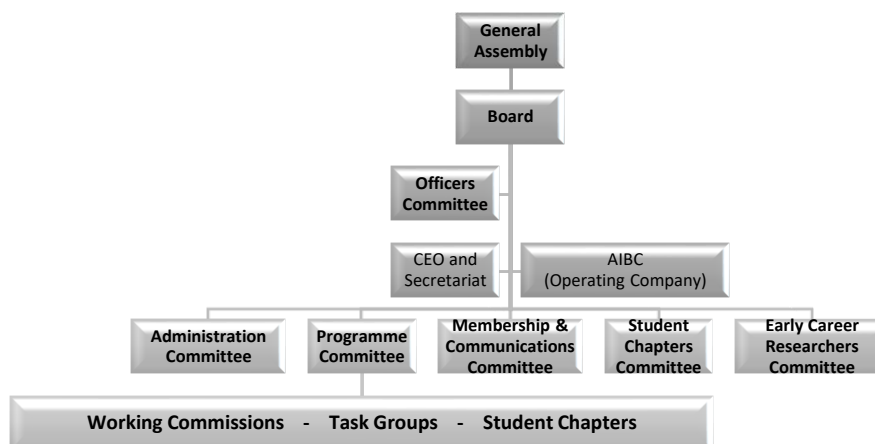 General
Assembly
Board
Officers
Committee
CEO and
Secretariat
AIBC
(Operating Company)
Administration
Committee
Programme
Committee
Membership &
Communications
Committee
Student
Chapters
Committee
Early Career
Researchers
Committee
Working Commissions - Task Groups - Student Chapters